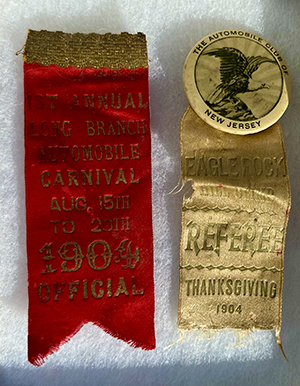 1ST ANNUAL
LONG BRANCH
AUTOMOBILE
CARNIVAL
AUG. 15TH
TO
1904
OFFICIAL
THE AUTOMOBILE CLUB OF
NEW JERSEY
EAGLE ROCK
REFEREE
THANKSGIVING
1904